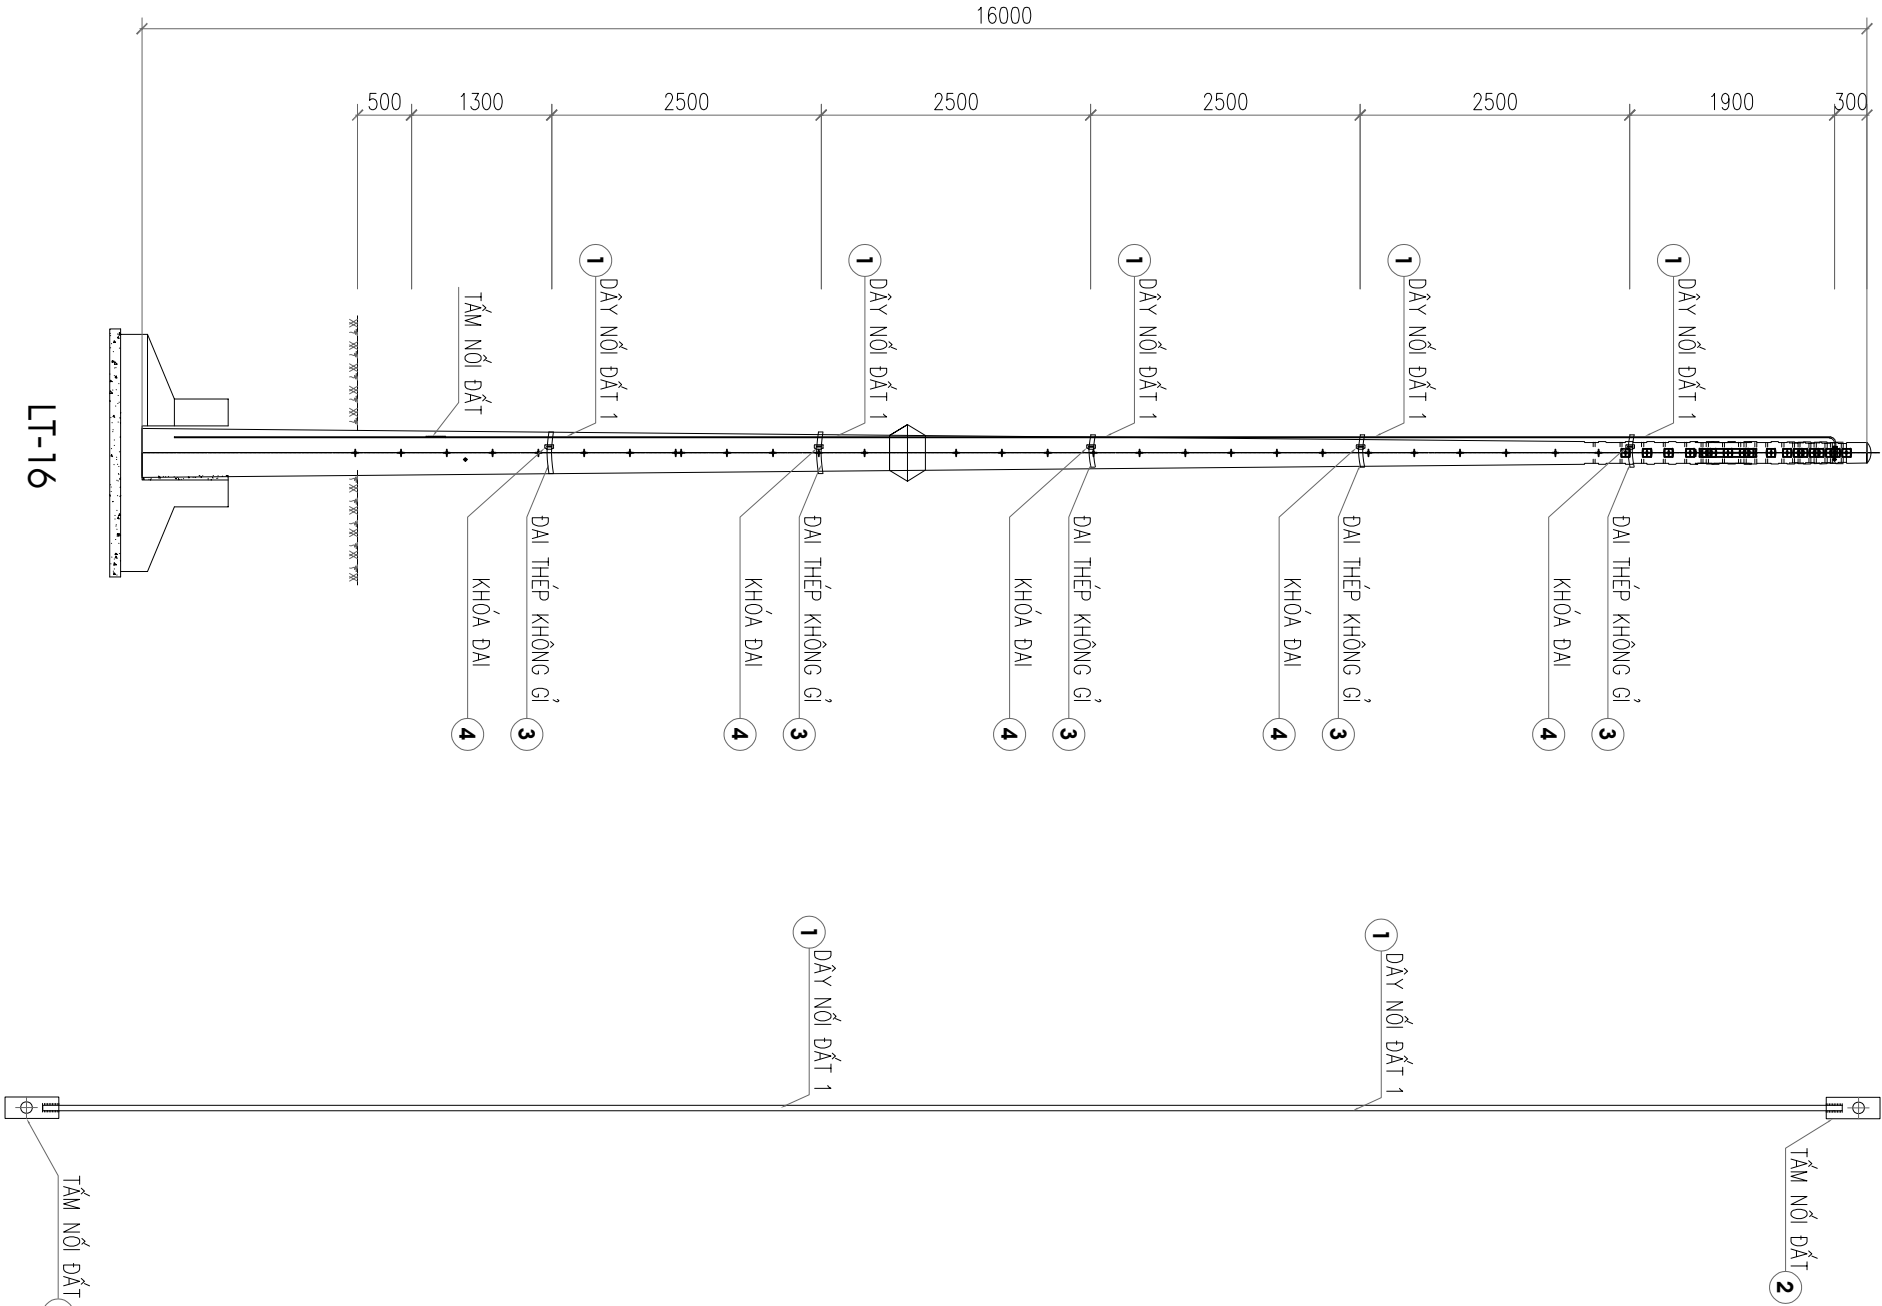 16000
500
1300
2500
2500
2500
2500
1900
300
1
DÂY NỐI ĐẤT 1
1
DÂY NỐI ĐẤT 1
1
DÂY NỐI ĐẤT 1
1
DÂY NỐI ĐẤT 1
1
DÂY NỐI ĐẤT 1
TẤM NỐI ĐẤT
LT-16
KHÓA ĐAI
4
ĐAI THÉP KHÔNG GỈ
3
KHÓA ĐAI
4
ĐAI THÉP KHÔNG GỈ
3
KHÓA ĐAI
4
ĐAI THÉP KHÔNG GỈ
3
KHÓA ĐAI
4
ĐAI THÉP KHÔNG GỈ
3
KHÓA ĐAI
4
ĐAI THÉP KHÔNG GỈ
3
1
DÂY NỐI ĐẤT 1
1
DÂY NỐI ĐẤT 1
TẤM NỐI ĐẤT
TẤM NỐI ĐẤT
2